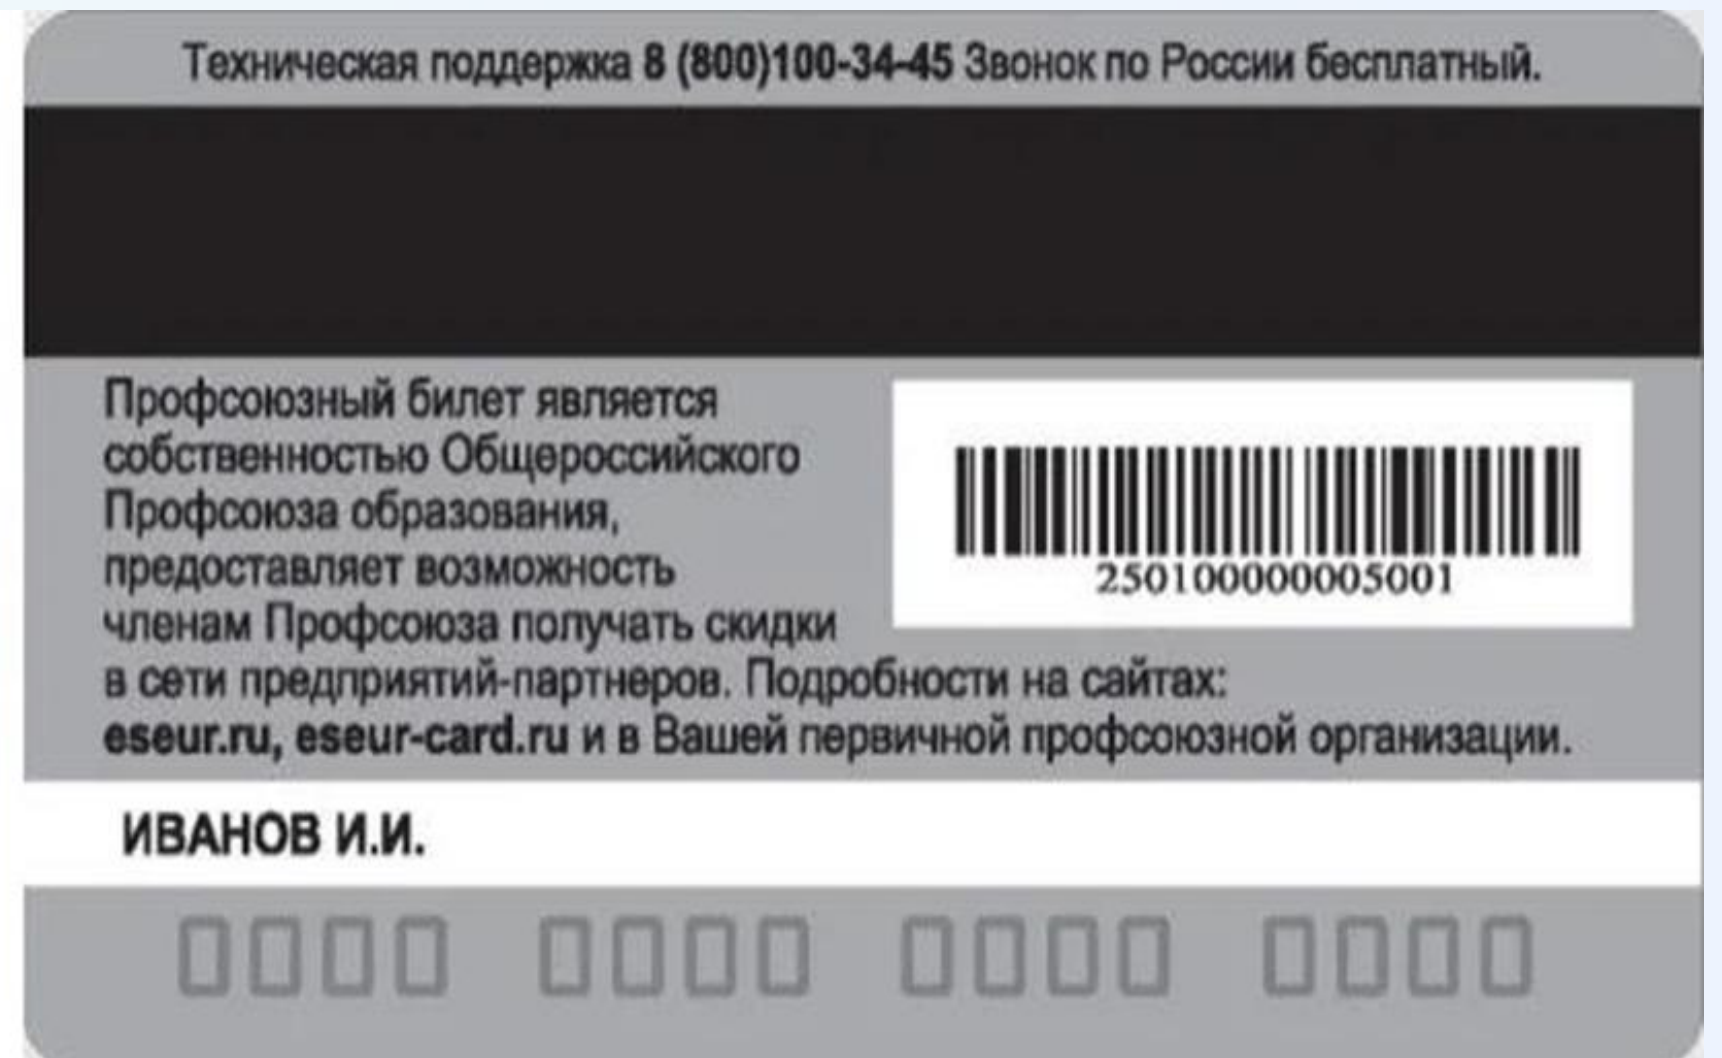 Техническая поддержка 8 (800)100-34-45 Звонок по России бесплатный.
Профсоюзный билет является
собственностью Общероссийского
Профсоюза образования,
предоставляет возможность
членам Профсоюза получать скидки
в сети предприятий-партнеров. Подробности на сайтах:
eseur.ru, eseur-card.ru и в Вашей первичной профсоюзной организации.
250100000005001
ИВАНОВ И.И.
0000 0000 0000 0000